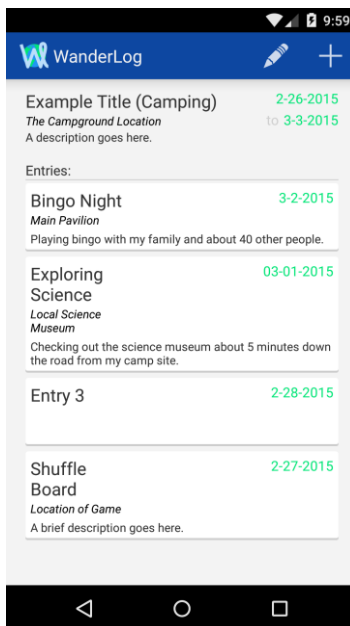 9:59
WanderLog
Example Title (Camping) 2-26-2015
The Campground Location to 3-3-2015
A description goes here.
Entries:
Bingo Night 3-2-2015
Main Pavilion
Playing bingo with my family and about 40 other people.
Exploring 03-01-2015
Science
Local Science
Museum
Checking out the science museum about 5 minutes down
the road from my camp site.
Entry 3 2-28-2015
Shuffle 2-27-2015
Board
Location of Game
A brief description goes here.